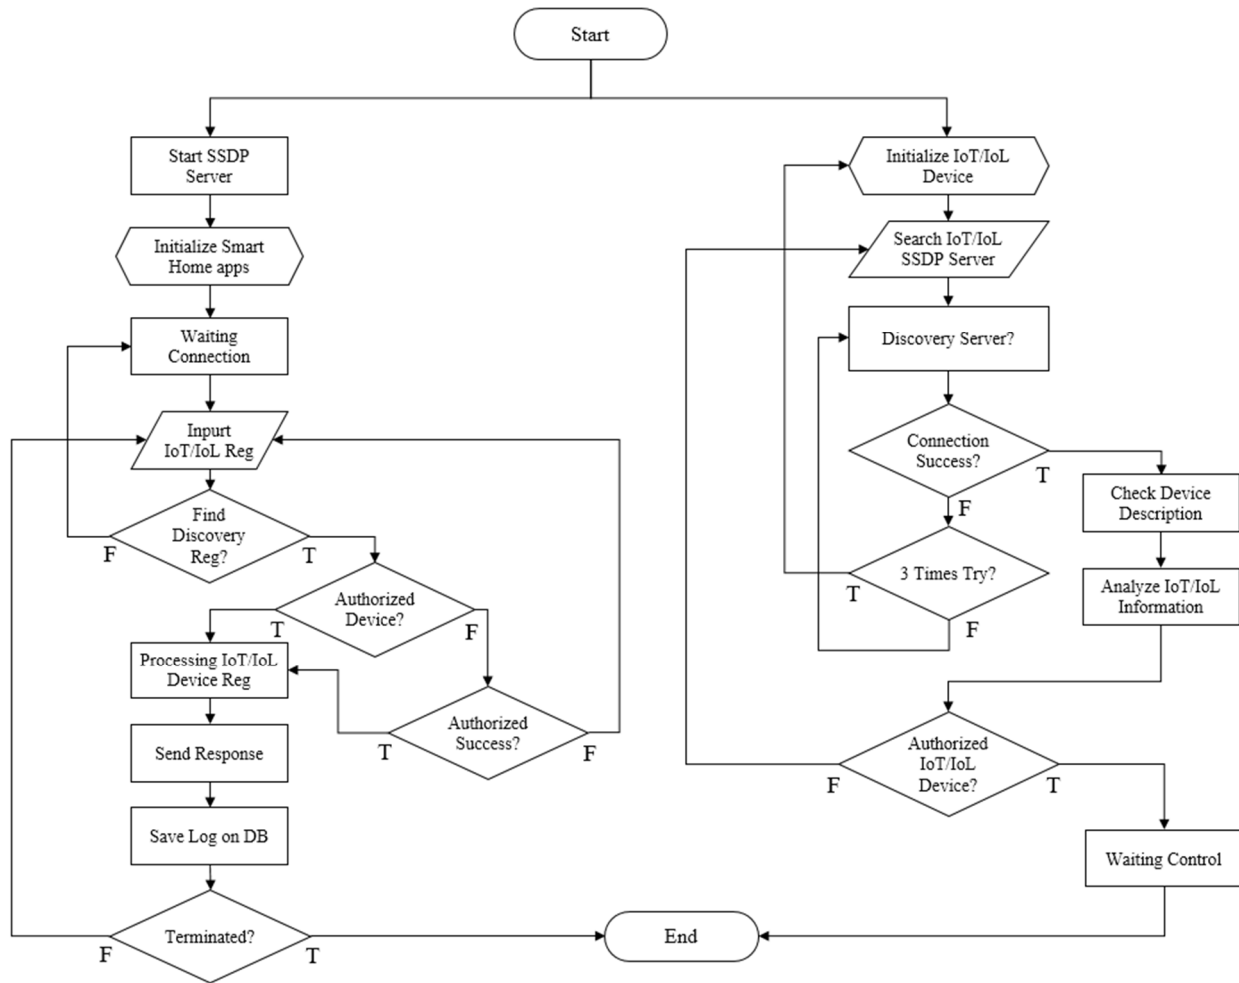 Start
Start SSDP
Server
Initialize Smart
Home apps
Waiting
Connection
Inpurt
IoT/IoL Reg
Find
Discovery
Reg?
F
T
Authorized
Device?
T
F
Processing IoT/IoL
Device Reg
Authorized
Success?
T
F
Send Response
Save Log on DB
Terminated?
F
T
End
Initialize IoT/IoL
Device
Search IoT/IoL
SSDP Server
Discovery Server?
Connection
Success?
T
F
3 Times Try?
T
F
Check Device
Description
Analyze IoT/IoL
Information
Authorized
IoT/IoL
Device?
F
T
Waiting Control